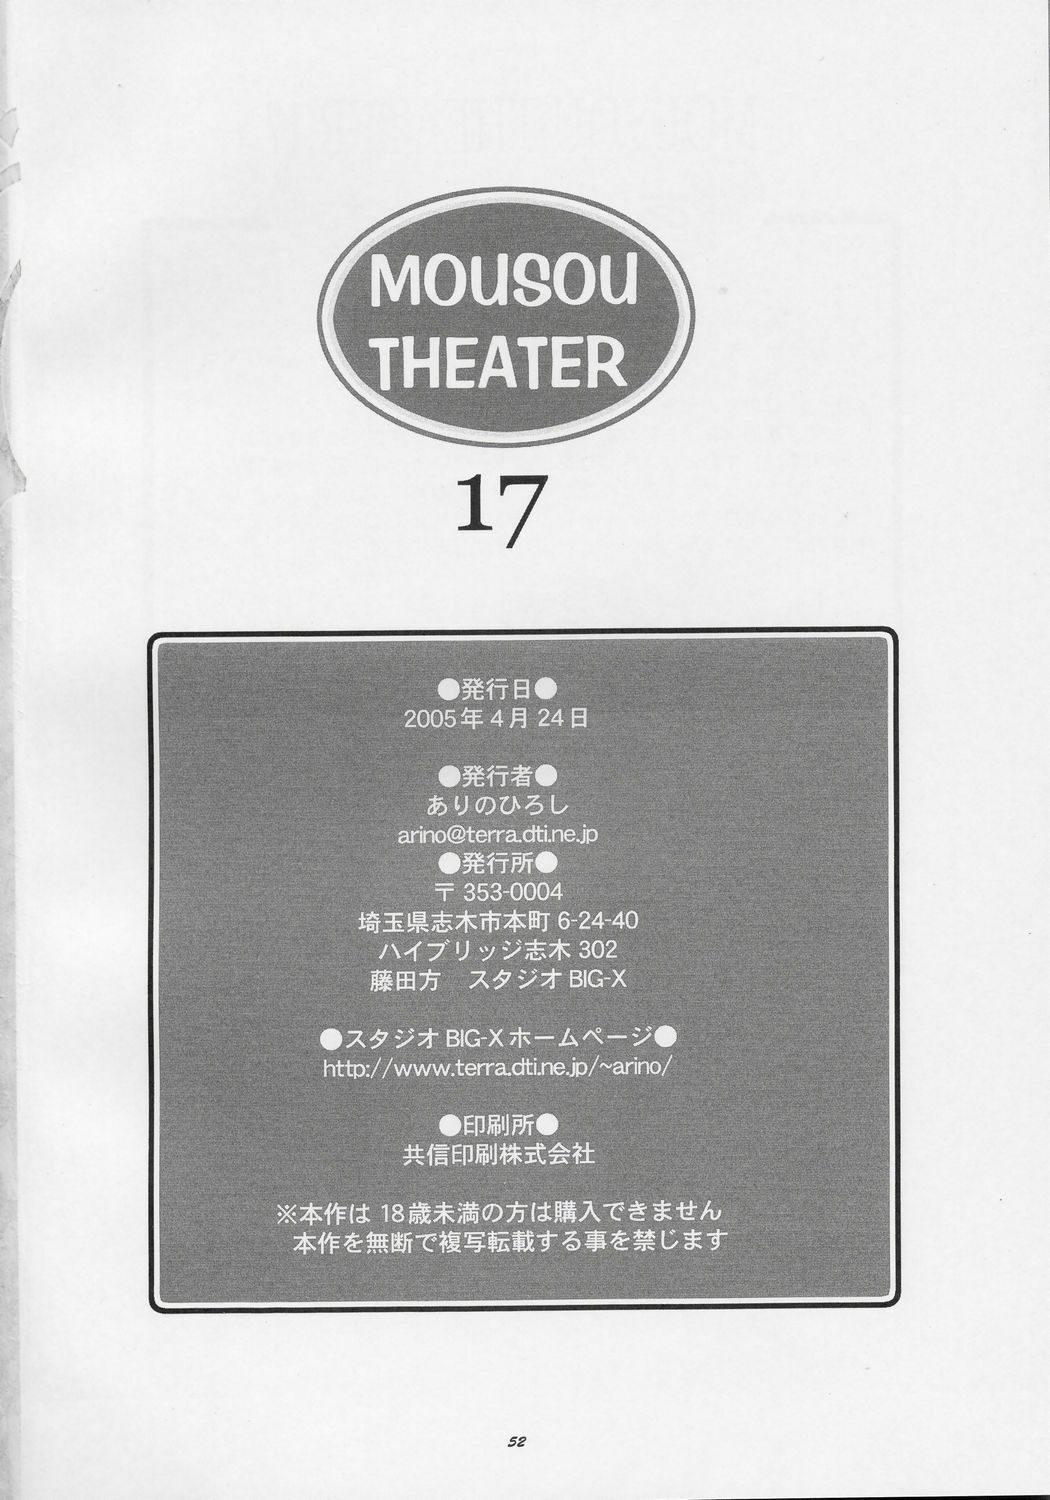 MOUSOU
THEATER
17
●発行日●
2005年4月24日
●発行者●
ありのひろし
arino@terra.dti.ne.jp
●発行所●
〒353-0004
埼玉県志木市本町6-24-40
ハイブリッジ志木302
藤田方　スタジオBIG-X
●スタジオBIG-Xホームページ●
http://www.terra.dti.ne.jp/~arino/
●印刷所●
共信印刷株式会社
※本作は18歳未満の方は購入できません
本作を無断で複写転載する事を禁じます
52